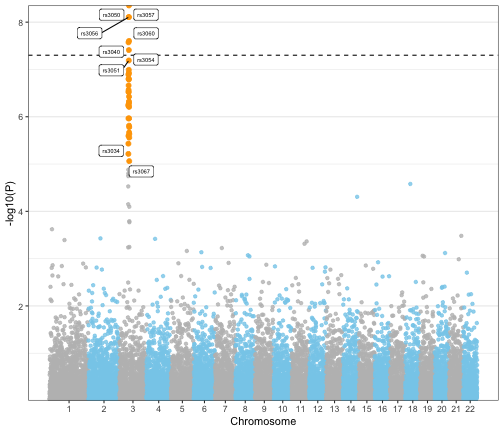 8
6
4
2
-log10(P)
rs3050
rs3057
rs3056
rs3060
rs3040
rs3054
rs3051
rs3034
rs3067
1 2 3 4 5 6 7 8 9 10 11 12 13 14 15 16 18 19 20 21 22
Chromosome